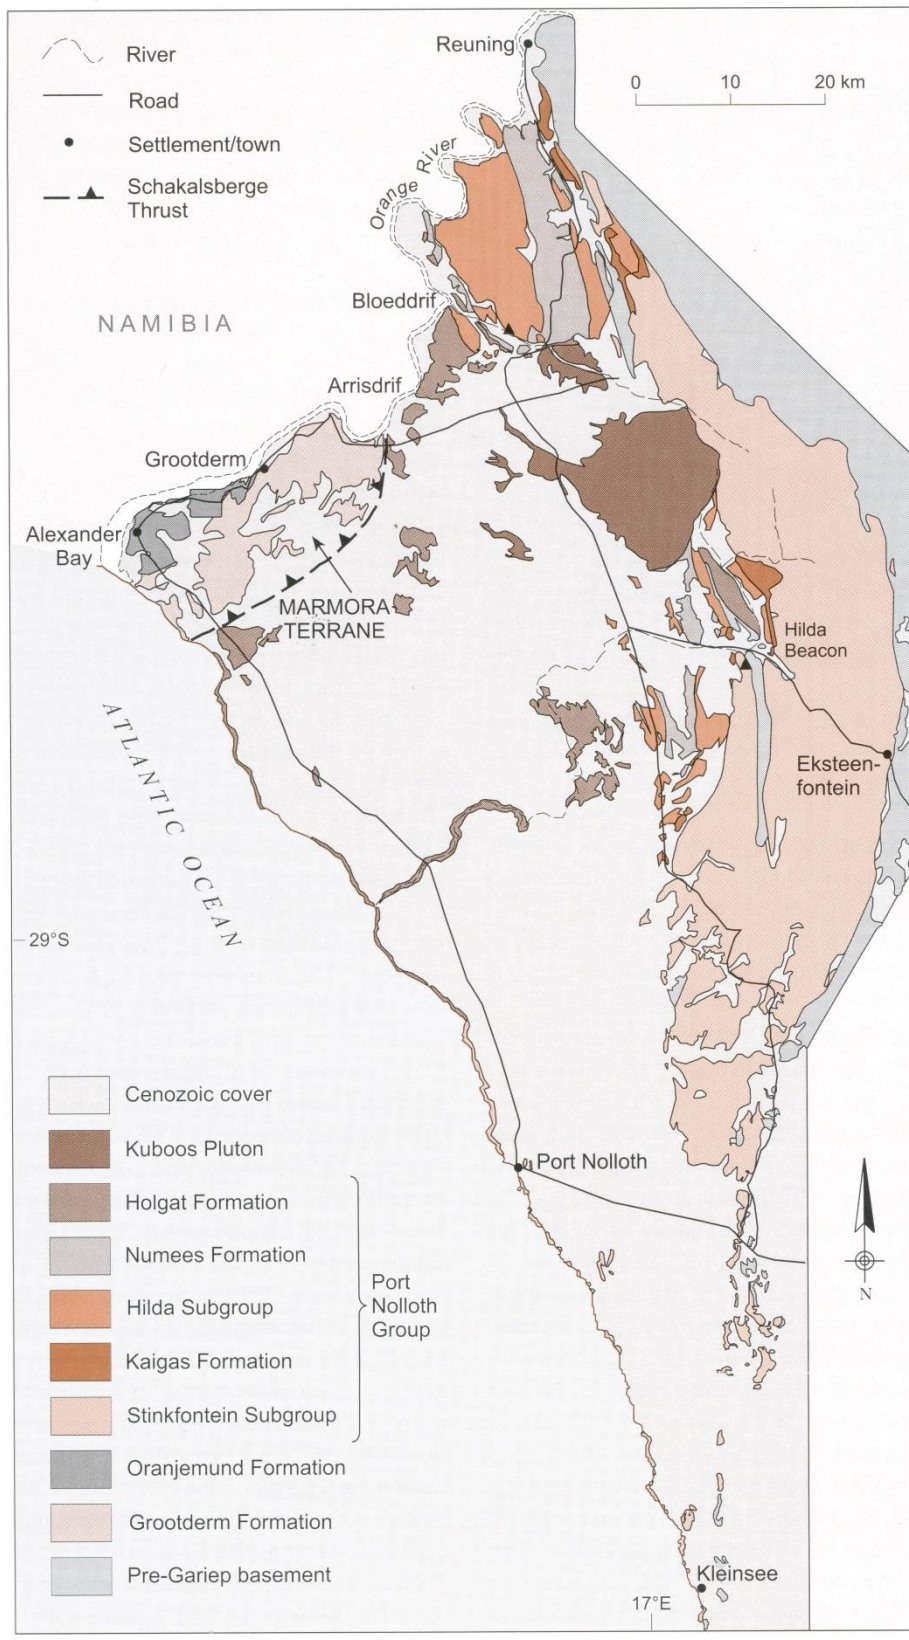 River
Road
Settlement/town
Schakalsberge
Thrust
Reuning
0 10 20 km
Orange River
Bloeddrif
NAMIBIA
Arrisdrif
Grootderm
Alexander
Bay
MARMORA
TERRANE
Hilda
Beacon
Eksteen-
fontein
ATLANTIC OCEAN
29°S
Cenozoic cover
Kuboos Pluton
Holgat Formation
Numees Formation
Hilda Subgroup
Kaigas Formation
Stinkfontein Subgroup
Port
Nolloth
Group
Oranjemund Formation
Grootderm Formation
Pre-Gariep basement
Port Nolloth
N
Kleinsee
17°E